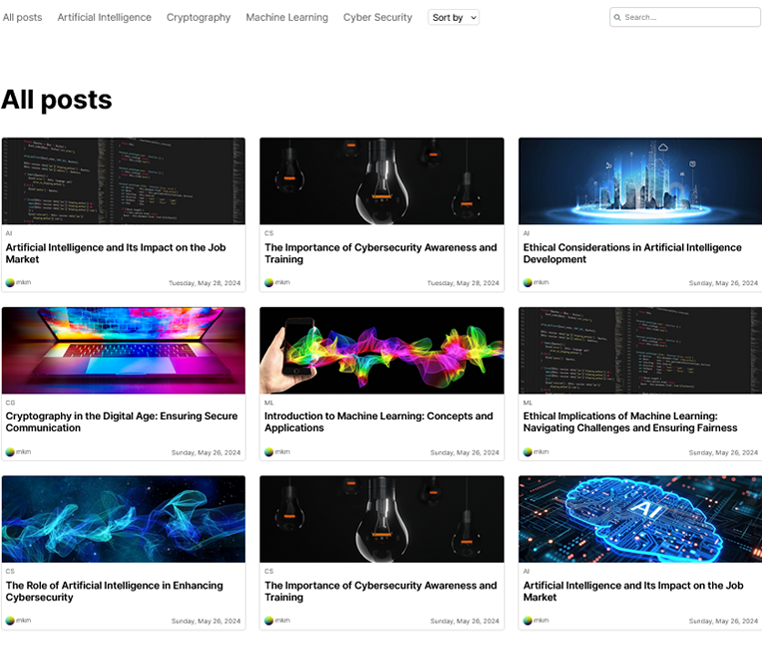 All posts Artificial Intelligence Cryptography Machine Learning Cyber Security Sort by Search...
All posts
AI
Artificial Intelligence and Its Impact on the Job
Market
mkm Tuesday, May 28, 2024
CS
The Importance of Cybersecurity Awareness and
Training
mkm Tuesday, May 28, 2024
AI
Ethical Considerations in Artificial Intelligence
Development
mkm Sunday, May 26, 2024
CG
Cryptography in the Digital Age: Ensuring Secure
Communication
mkm Sunday, May 26, 2024
ML
Introduction to Machine Learning: Concepts and
Applications
mkm Sunday, May 26, 2024
ML
Ethical Implications of Machine Learning:
Navigating Challenges and Ensuring Fairness
mkm Sunday, May 26, 2024
CS
The Role of Artificial Intelligence in Enhancing
Cybersecurity
mkm Sunday, May 26, 2024
CS
The Importance of Cybersecurity Awareness and
Training
mkm Sunday, May 26, 2024
AI
AI
Artificial Intelligence and Its Impact on the Job
Market
mkm Sunday, May 26, 2024